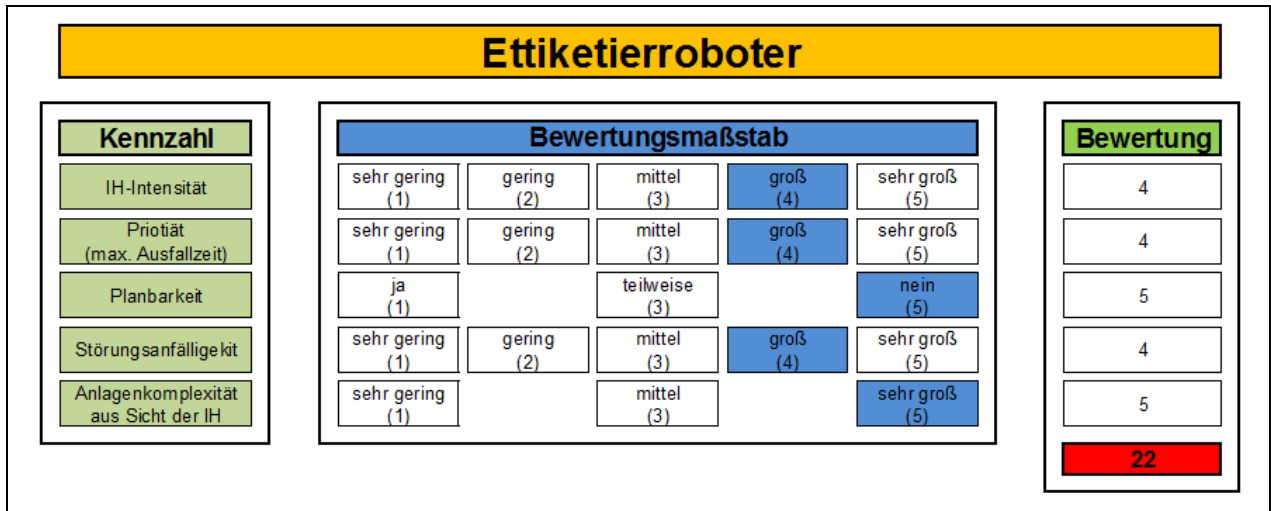 Ettiketierroboter
Kennzahl Bewertungsmaßstab Bewertung
IH-Intensität sehr gering (1) gering (2) mittel (3) groß (4) sehr groß (5) 4
Priotiät (max. Ausfallzeit) sehr gering (1) gering (2) mittel (3) groß (4) sehr groß (5) 4
Planbarkeit ja (1) teilweise (3) nein (5) 5
Störungsanfälligekit sehr gering (1) gering (2) mittel (3) groß (4) sehr groß (5) 4
Anlagenkomplexität aus Sicht der IH sehr gering (1) mittel (3) sehr groß (5) 5
22